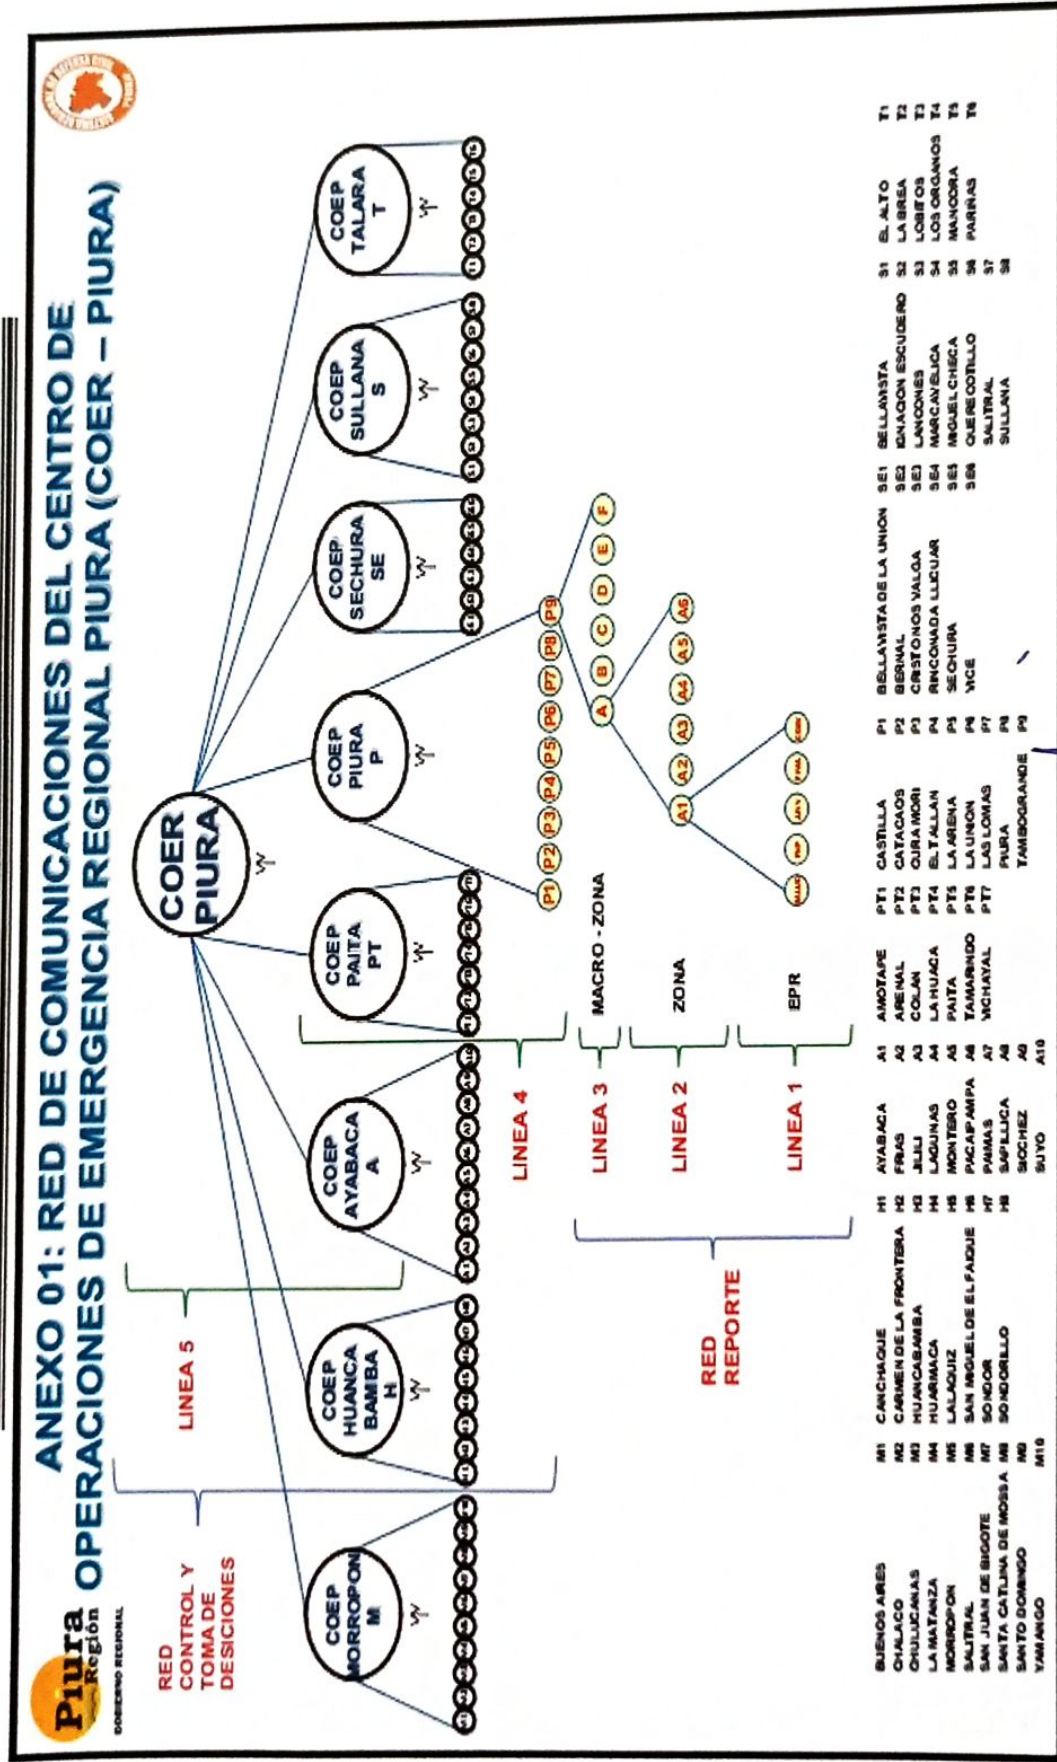 ANEXO 01: RED DE COMUNICACIONES DEL CENTRO DE
OPERACIONES DE EMERGENCIA REGIONAL PIURA (COER – PIURA)
Piura
Región
GOBIERNO REGIONAL
COER
PIURA
RED
CONTROL Y
TOMA DE
DESICIONES
LINEA 5
COEP
MORROPON
M
COEP
HUANCA
BAMBA
H
COEP
AYABACA
A
COEP
PAITA
PT
COEP
PIURA
P
COEP
SECHURA
SE
COEP
SULLANA
S
COEP
TALARA
T
LINEA 4
P1 P2 P3 P4 P5 P6 P7 P8 P9
LINEA 3
MACRO - ZONA
A B C D E F
LINEA 2
ZONA
A1 A2 A3 A4 A5 A6
LINEA 1
EPR
RED
REPORTE
BUENOS AIRES M1
CHALACO M2
CHULUCANAS M3
LA MATANZA M4
MORROPON M5
SALITRAL M6
SAN JUAN DE BIGOTE M7
SANTA CATLINA DE MOSSA M8
SANTO DOMINGO M9
YAMANGO M10
CANCHAQUE H1
CARMEN DE LA FRONTERA H2
HUANCABAMBA H3
HUARMACA H4
LALAQUIZ H5
SAN MIGUEL DE EL FAIQUE H6
SONDOR H7
SONDORILLO H8
AYABACA A1
FRIAS A2
JILILI A3
LAGUNAS A4
MONTERO A5
PACAIPAMPA A6
PAIMAS A7
SAPILLICA A8
SICCHEZ A9
SUYO A10
AMOTAPE PT1
ARENAL PT2
COLAN PT3
LA HUACA PT4
PAITA PT5
TAMARINDO PT6
VICHAYAL PT7
CASTILLA P1
CATACAOS P2
CURA MORI P3
EL TALLAN P4
LA ARENA P5
LA UNION P6
LAS LOMAS P7
PIURA P8
TAMBOGRANDE P9
BELLAVISTA DE LA UNION SE1
BERNAL SE2
CRISTO NOS VALGA SE3
RINCONADA LLICUAR SE4
SECHURA SE5
VICE SE6
BELLAVISTA S1
IGNACION ESCUDERO S2
LANCONES S3
MARCAVELICA S4
MIGUEL CHECA S5
QUERECOTILLO S6
SALITRAL S7
SULLANA S8
EL ALTO T1
LA BREA T2
LOBITOS T3
LOS ORGANOS T4
MANCORA T5
PARIÑAS T6